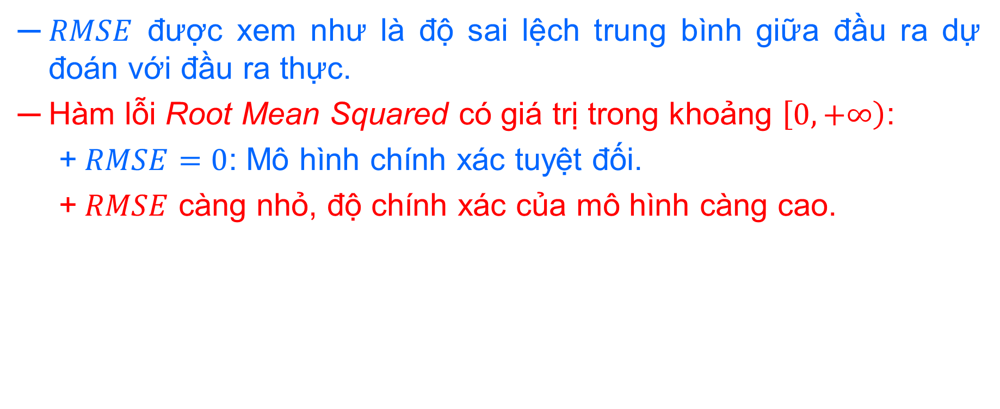 — RMSE được xem như là độ sai lệch trung bình giữa đầu ra dự
đoán với đầu ra thực.
— Hàm lỗi Root Mean Squared có giá trị trong khoảng [0, +∞):
+ RMSE = 0: Mô hình chính xác tuyệt đối.
+ RMSE càng nhỏ, độ chính xác của mô hình càng cao.